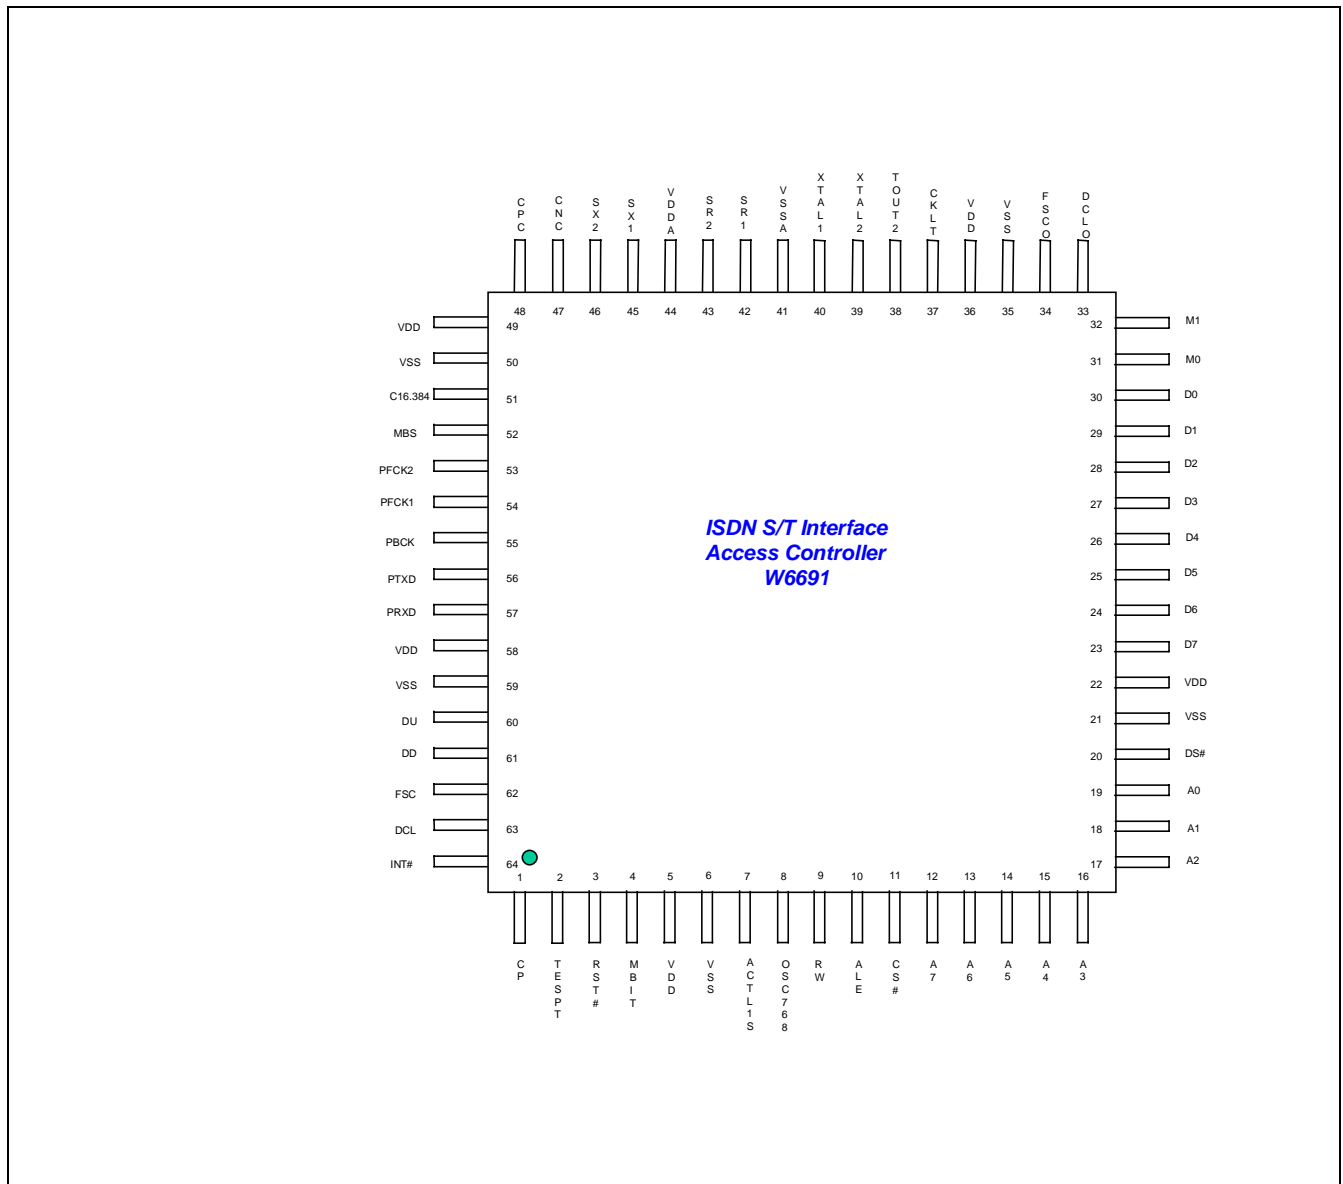 CPC CNC SX2 SX1 VDDA SR2 SR1 VSSA XTAL1 XTAL2 TOUT2 CKLT VDD VSS FSCO DCLO
48 47 46 45 44 43 42 41 40 39 38 37 36 35 34 33
VDD 49 32 M1
VSS 50 31 M0
C16.384 51 30 D0
MBS 52 29 D1
PFCK2 53 28 D2
PFCK1 54 27 D3
ISDN S/T Interface
Access Controller
W6691
PBCK 55 26 D4
PTXD 56 25 D5
PRXD 57 24 D6
VDD 58 23 D7
VSS 59 22 VDD
DU 60 21 VSS
DD 61 20 DS#
FSC 62 19 A0
DCL 63 18 A1
INT# 64 17 A2
1 2 3 4 5 6 7 8 9 10 11 12 13 14 15 16
CP TESPT RST# MBIT VDD VSS ACTL1S OSC768 RW ALE CS# A7 A6 A5 A4 A3